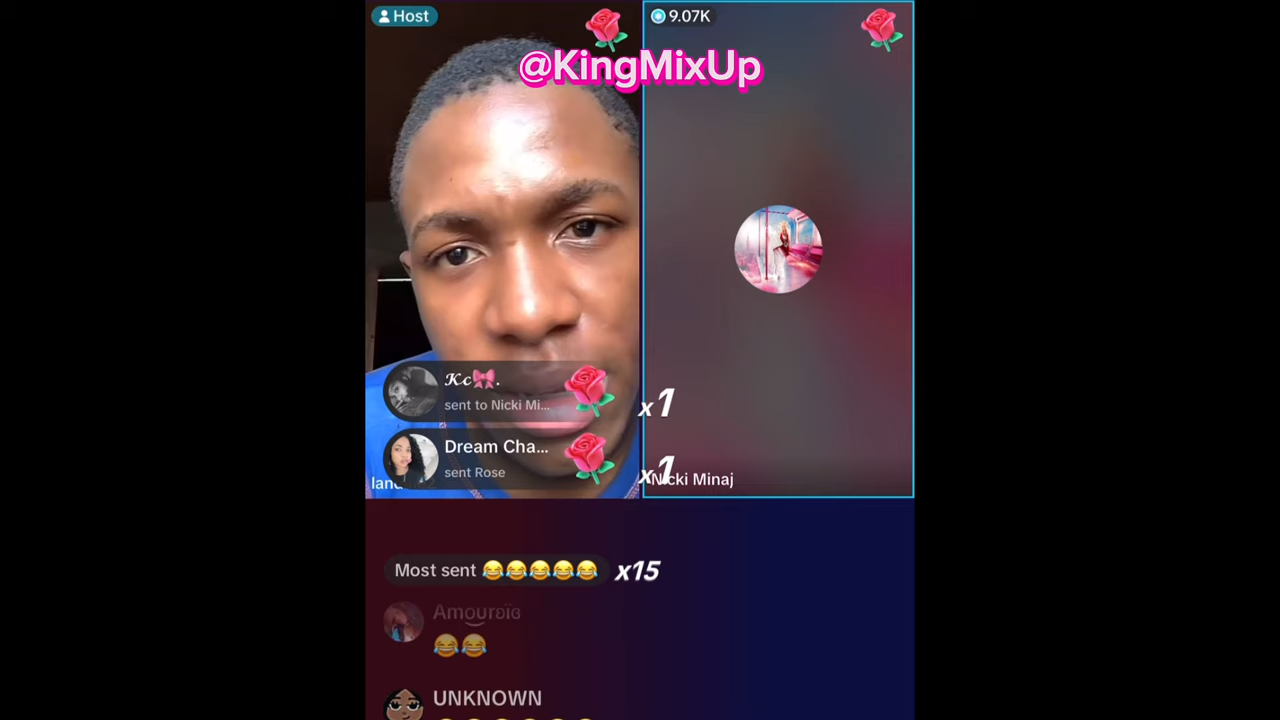 Host
9.07K
@KingMixUp
𝓚𝓬🎀.
sent to Nicki Mi...
x1
Dream Cha...
sent Rose
x1
Nicki Minaj
Most sent 😂😂😂😂😂 x15
😂😂
UNKNOWN